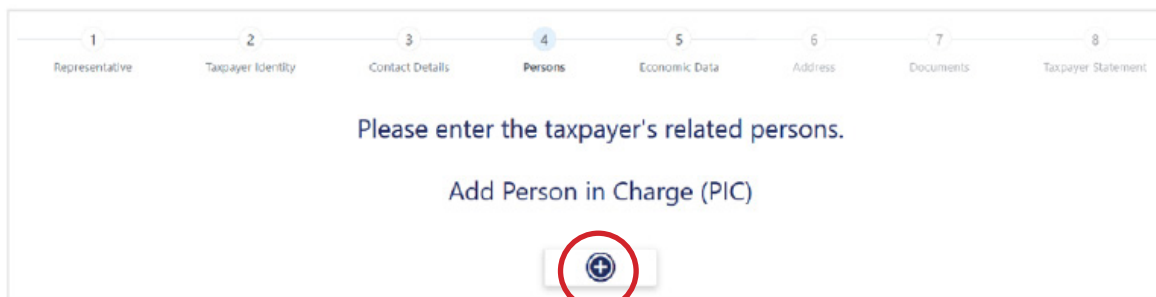 1 2 3 4 5 6 7 8
Representative Taxpayer Identity Contact Details Persons Economic Data Address Documents Taxpayer Statement
Please enter the taxpayer's related persons.
Add Person in Charge (PIC)